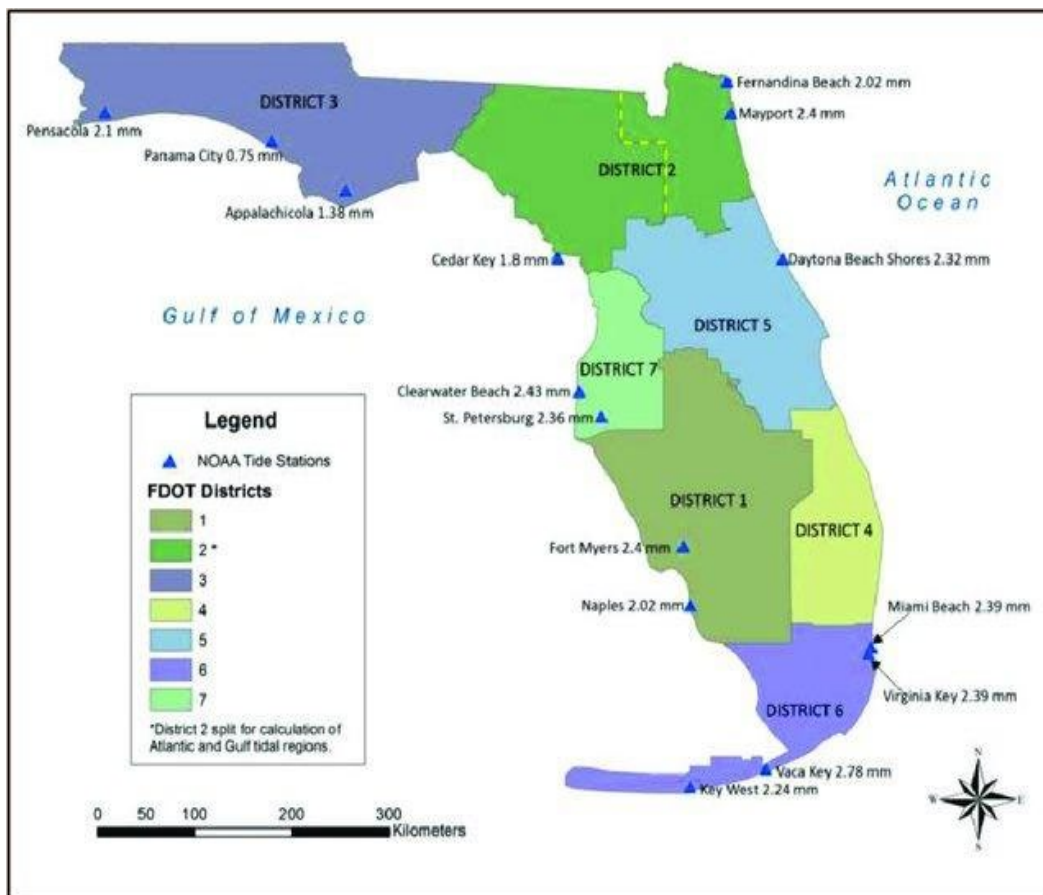 DISTRICT 3
Pensacola 2.1 mm
Panama City 0.75 mm
Appalachicola 1.38 mm
Fernandina Beach 2.02 mm
Mayport 2.4 mm
DISTRICT 2
Atlantic
Ocean
Cedar Key 1.8 mm
Daytona Beach Shores 2.32 mm
Gulf of Mexico
DISTRICT 5
DISTRICT 7
Clearwater Beach 2.43 mm
St. Petersburg 2.36 mm
DISTRICT 1
DISTRICT 4
Fort Myers 2.4 mm
Naples 2.02 mm
Miami Beach 2.39 mm
Virginia Key 2.39 mm
DISTRICT 6
Vaca Key 2.78 mm
Key West 2.24 mm
Legend
NOAA Tide Stations
FDOT Districts
1
2 *
3
4
5
6
7
*District 2 split for calculation of
Atlantic and Gulf tidal regions.
0 50 100 200 300
Kilometers
N
W E
S